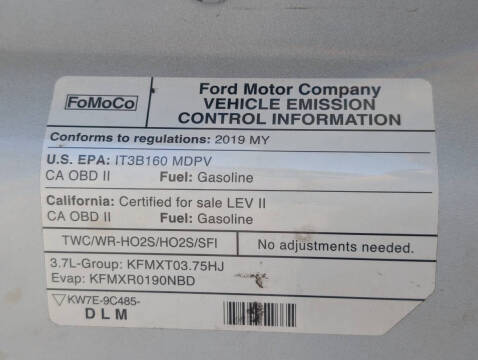 FoMoCo
Ford Motor Company
VEHICLE EMISSION
CONTROL INFORMATION
Conforms to regulations: 2019 MY
U.S. EPA: IT3B160 MDPV
CA OBD II Fuel: Gasoline
California: Certified for sale LEV II
CA OBD II Fuel: Gasoline
TWC/WR-HO2S/HO2S/SFI No adjustments needed.
3.7L-Group: KFMXT03.75HJ
Evap: KFMXR0190NBD
KW7E-9C485-
DLM